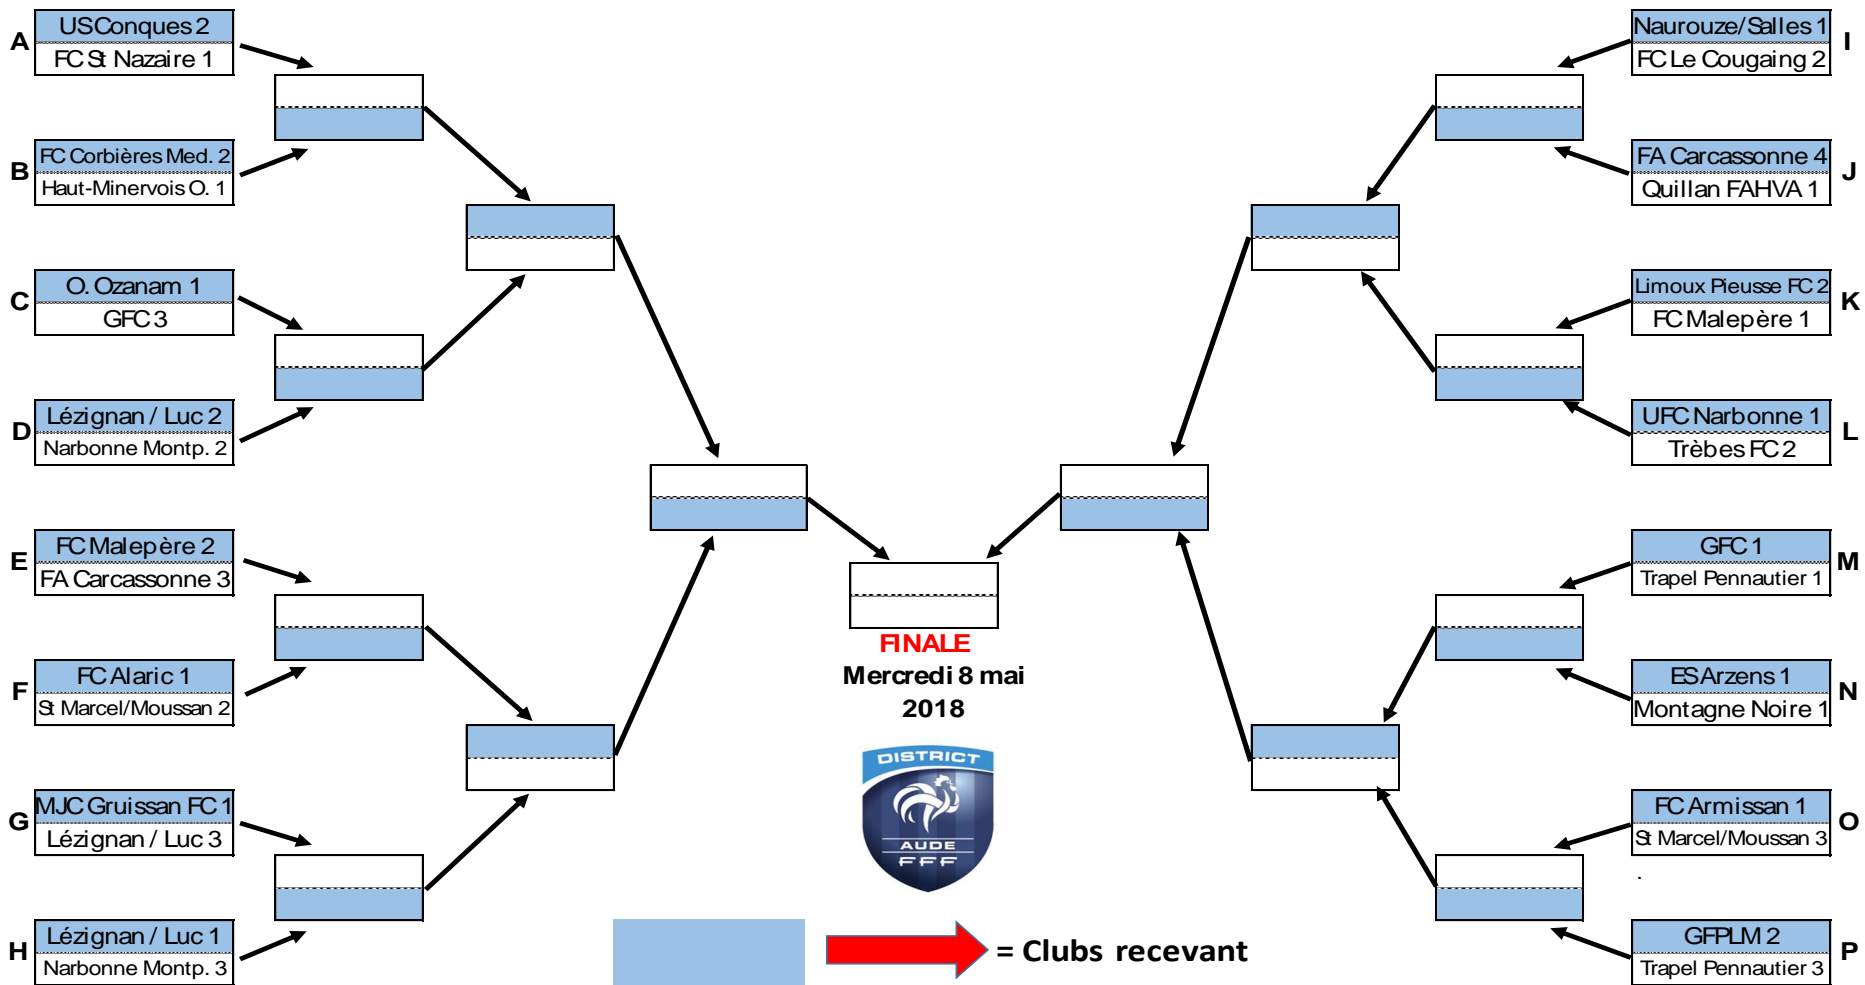 A
US Conques 2
FC St Nazaire 1
B
FC Corbières Med. 2
Haut-Minervois O. 1
C
O. Ozanam 1
GFC 3
D
Lézignan / Luc 2
Narbonne Montp. 2
E
FC Malepère 2
FA Carcassonne 3
F
FC Alaric 1
St Marcel/Moussan 2
G
MJC Gruissan FC 1
Lézignan / Luc 3
H
Lézignan / Luc 1
Narbonne Montp. 3
FINALE
Mercredi 8 mai
2018
DISTRICT
AUDE
FFF
= Clubs recevant
Naurouze/Salles 1
FC Le Cougaing 2
I
FA Carcassonne 4
Quillan FAHVA 1
J
Limoux Pieusse FC 2
FC Malepère 1
K
UFC Narbonne 1
Trèbes FC 2
L
GFC 1
Trapel Pennautier 1
M
ES Arzens 1
Montagne Noire 1
N
FC Armissan 1
St Marcel/Moussan 3
.
O
GFPLM 2
Trapel Pennautier 3
P